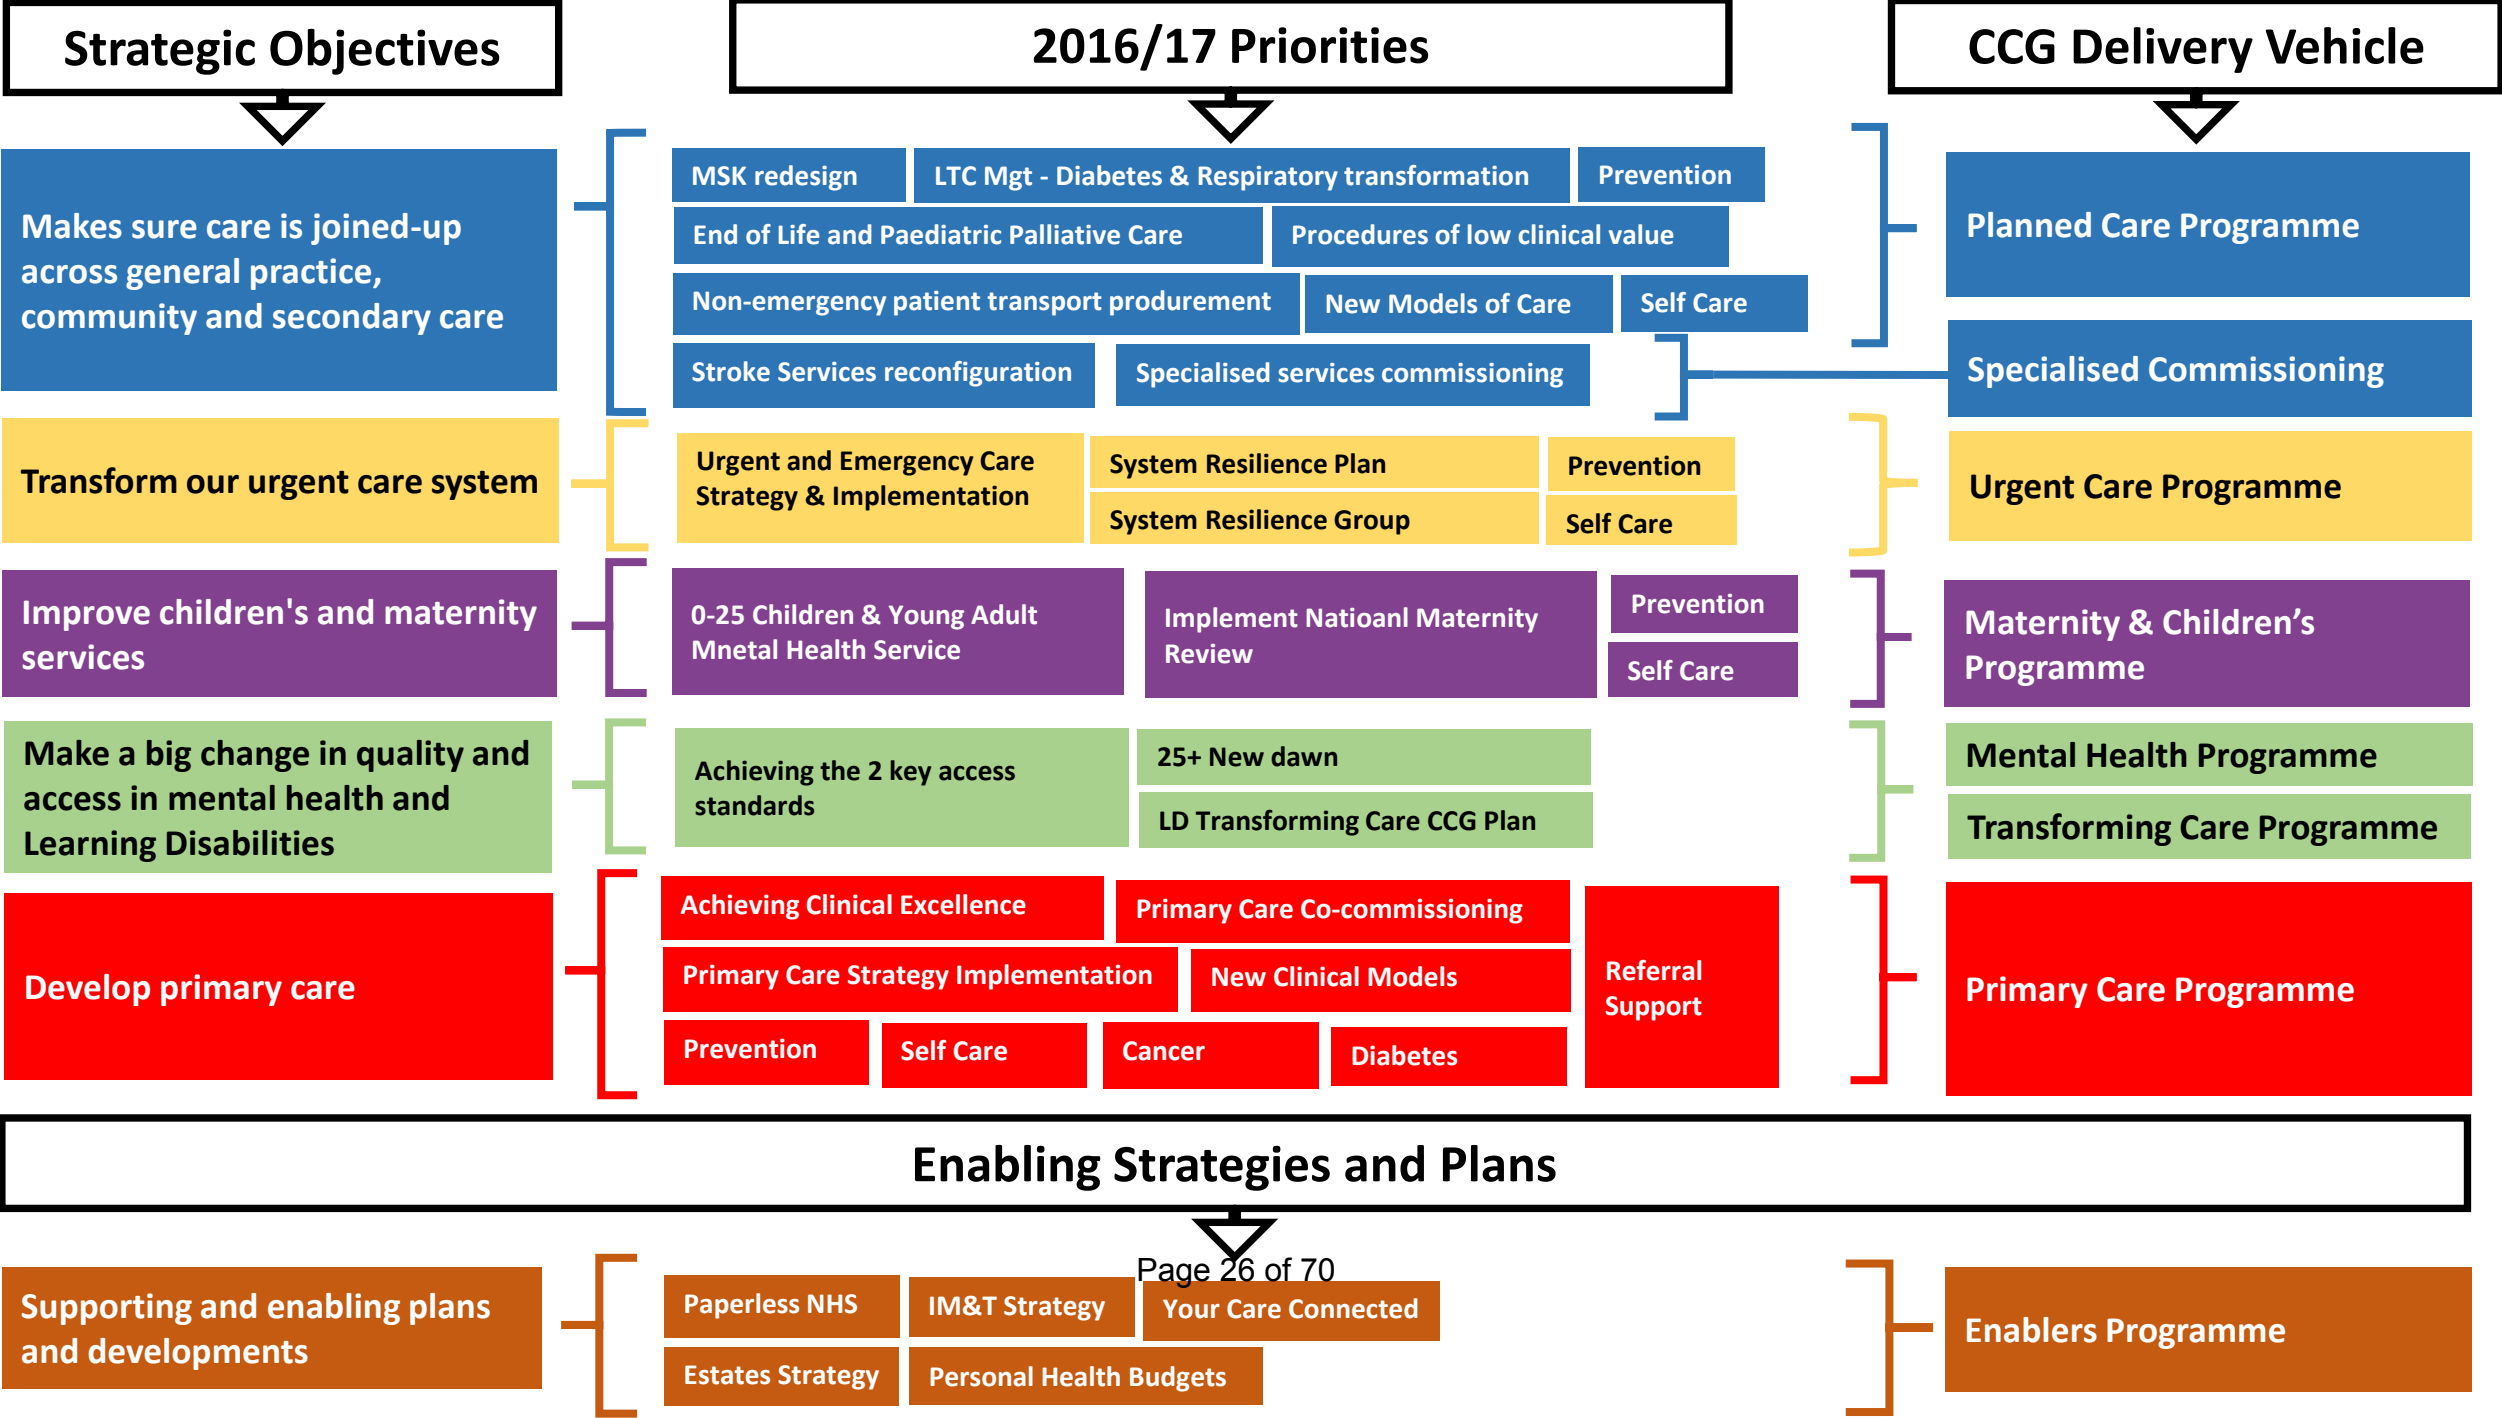 Strategic Objectives
2016/17 Priorities
CCG Delivery Vehicle
Makes sure care is joined-up
across general practice,
community and secondary care
MSK redesign
LTC Mgt - Diabetes & Respiratory transformation
Prevention
End of Life and Paediatric Palliative Care
Procedures of low clinical value
Non-emergency patient transport produrement
New Models of Care
Self Care
Stroke Services reconfiguration
Specialised services commissioning
Planned Care Programme
Specialised Commissioning
Transform our urgent care system
Urgent and Emergency Care
Strategy & Implementation
System Resilience Plan
System Resilience Group
Prevention
Self Care
Urgent Care Programme
Improve children's and maternity
services
0-25 Children & Young Adult
Mnetal Health Service
Implement Natioanl Maternity
Review
Prevention
Self Care
Maternity & Children’s
Programme
Make a big change in quality and
access in mental health and
Learning Disabilities
Achieving the 2 key access
standards
25+ New dawn
LD Transforming Care CCG Plan
Mental Health Programme
Transforming Care Programme
Develop primary care
Achieving Clinical Excellence
Primary Care Co-commissioning
Primary Care Strategy Implementation
New Clinical Models
Prevention
Self Care
Cancer
Diabetes
Referral
Support
Primary Care Programme
Enabling Strategies and Plans
Page 26 of 70
Supporting and enabling plans
and developments
Paperless NHS
IM&T Strategy
Your Care Connected
Estates Strategy
Personal Health Budgets
Enablers Programme